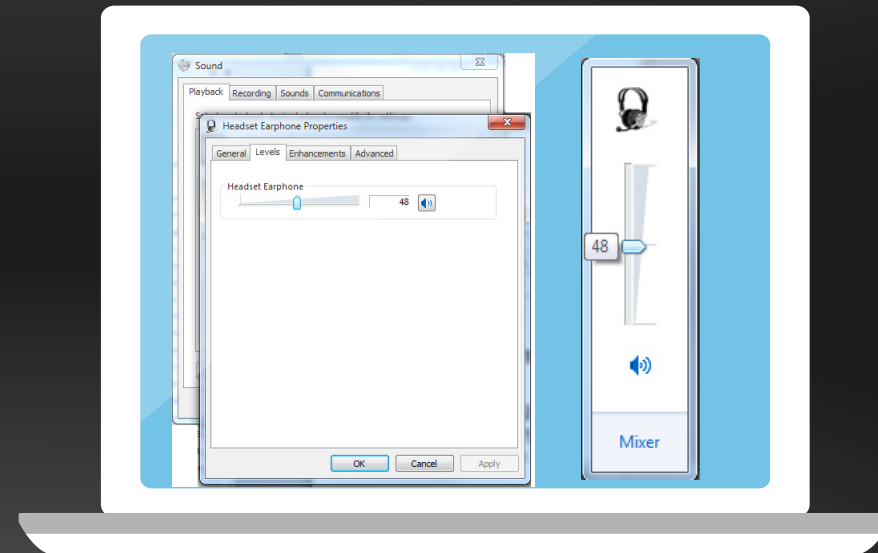 Sound
Playback Recording Sounds Communications
Headset Earphone Properties
General Levels Enhancements Advanced
Headset Earphone
48
OK Cancel Apply
48
Mixer